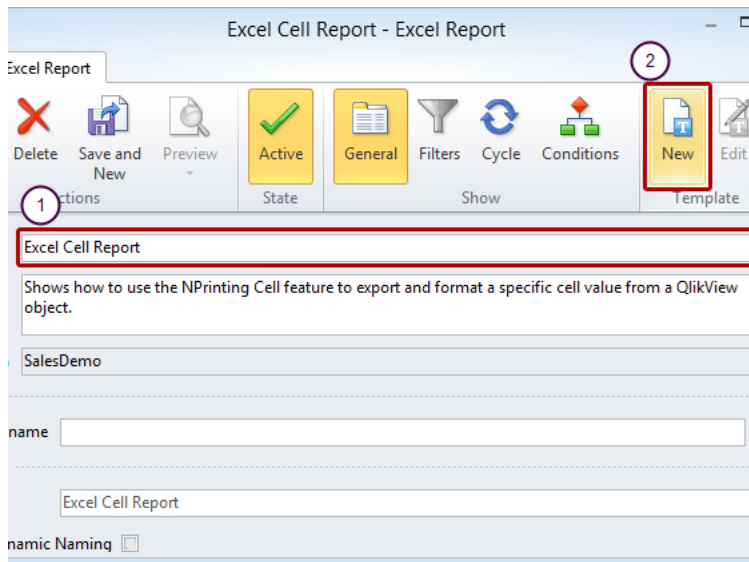 Excel Cell Report - Excel Report
Excel Report
2
Delete Save and New Preview Active General Filters Cycle Conditions New Edit
1
State Show Template
Excel Cell Report
Shows how to use the NPrinting Cell feature to export and format a specific cell value from a QlikView
object.
SalesDemo
name
Excel Cell Report
Naming